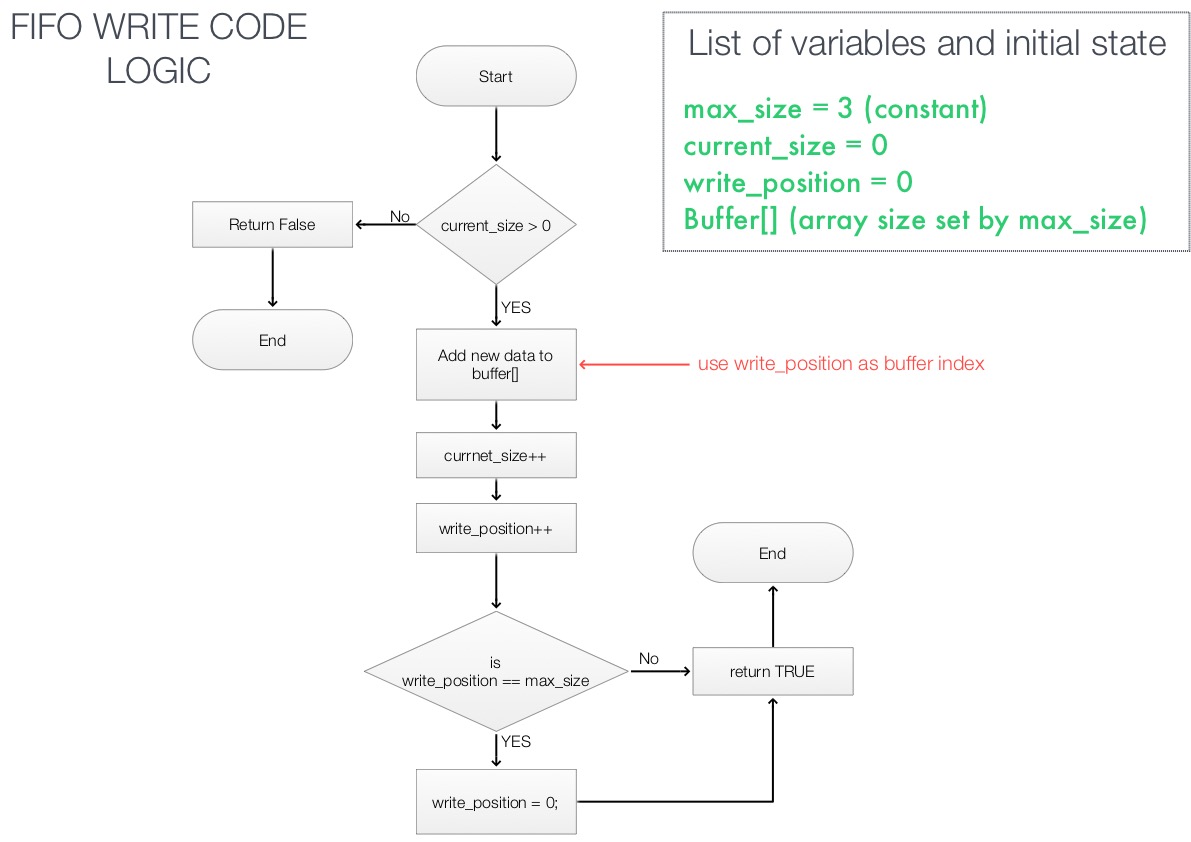 FIFO WRITE CODE
LOGIC
List of variables and initial state
max_size = 3 (constant)
current_size = 0
write_position = 0
Buffer[] (array size set by max_size)
Start
current_size > 0
No
Return False
End
YES
Add new data to
buffer[]
use write_position as buffer index
currnet_size++
write_position++
is
write_position == max_size
No
return TRUE
End
YES
write_position = 0;